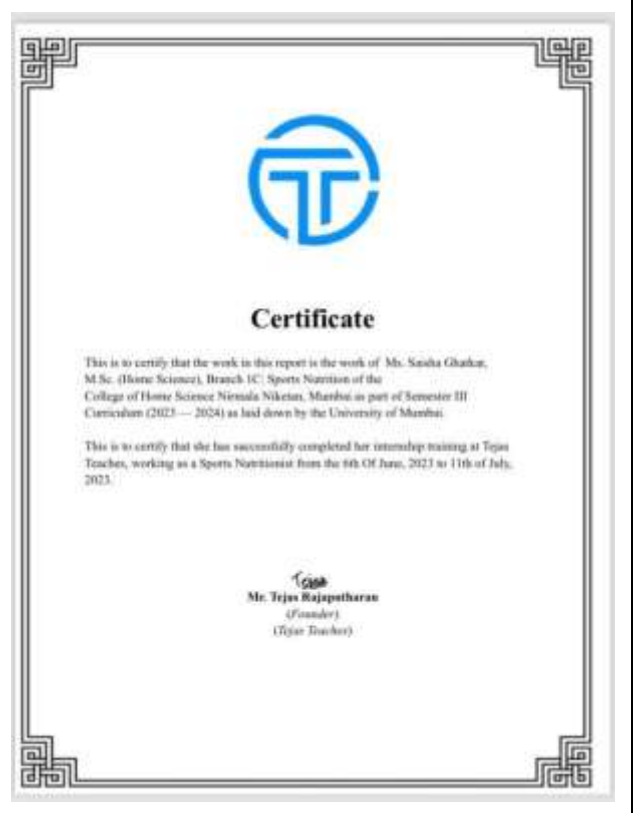 Certificate
This is to certify that the work in this report is the work of Ms. Saisha Ghatkar,
M.Sc. (Home Science), Branch 1C: Sports Nutrition of the
College of Home Science Nirmala Niketan, Mumbai as part of Semester III
Curriculum (2023 — 2024) as laid down by the University of Mumbai.
This is to certify that she has successfully completed her internship training at Tejas
Teaches, working as a Sports Nutritionist from the 6th Of June, 2023 to 11th of July,
2023.
Tejas
Mr. Tejas Rajapotharan
(Founder)
(Tejas Teaches)